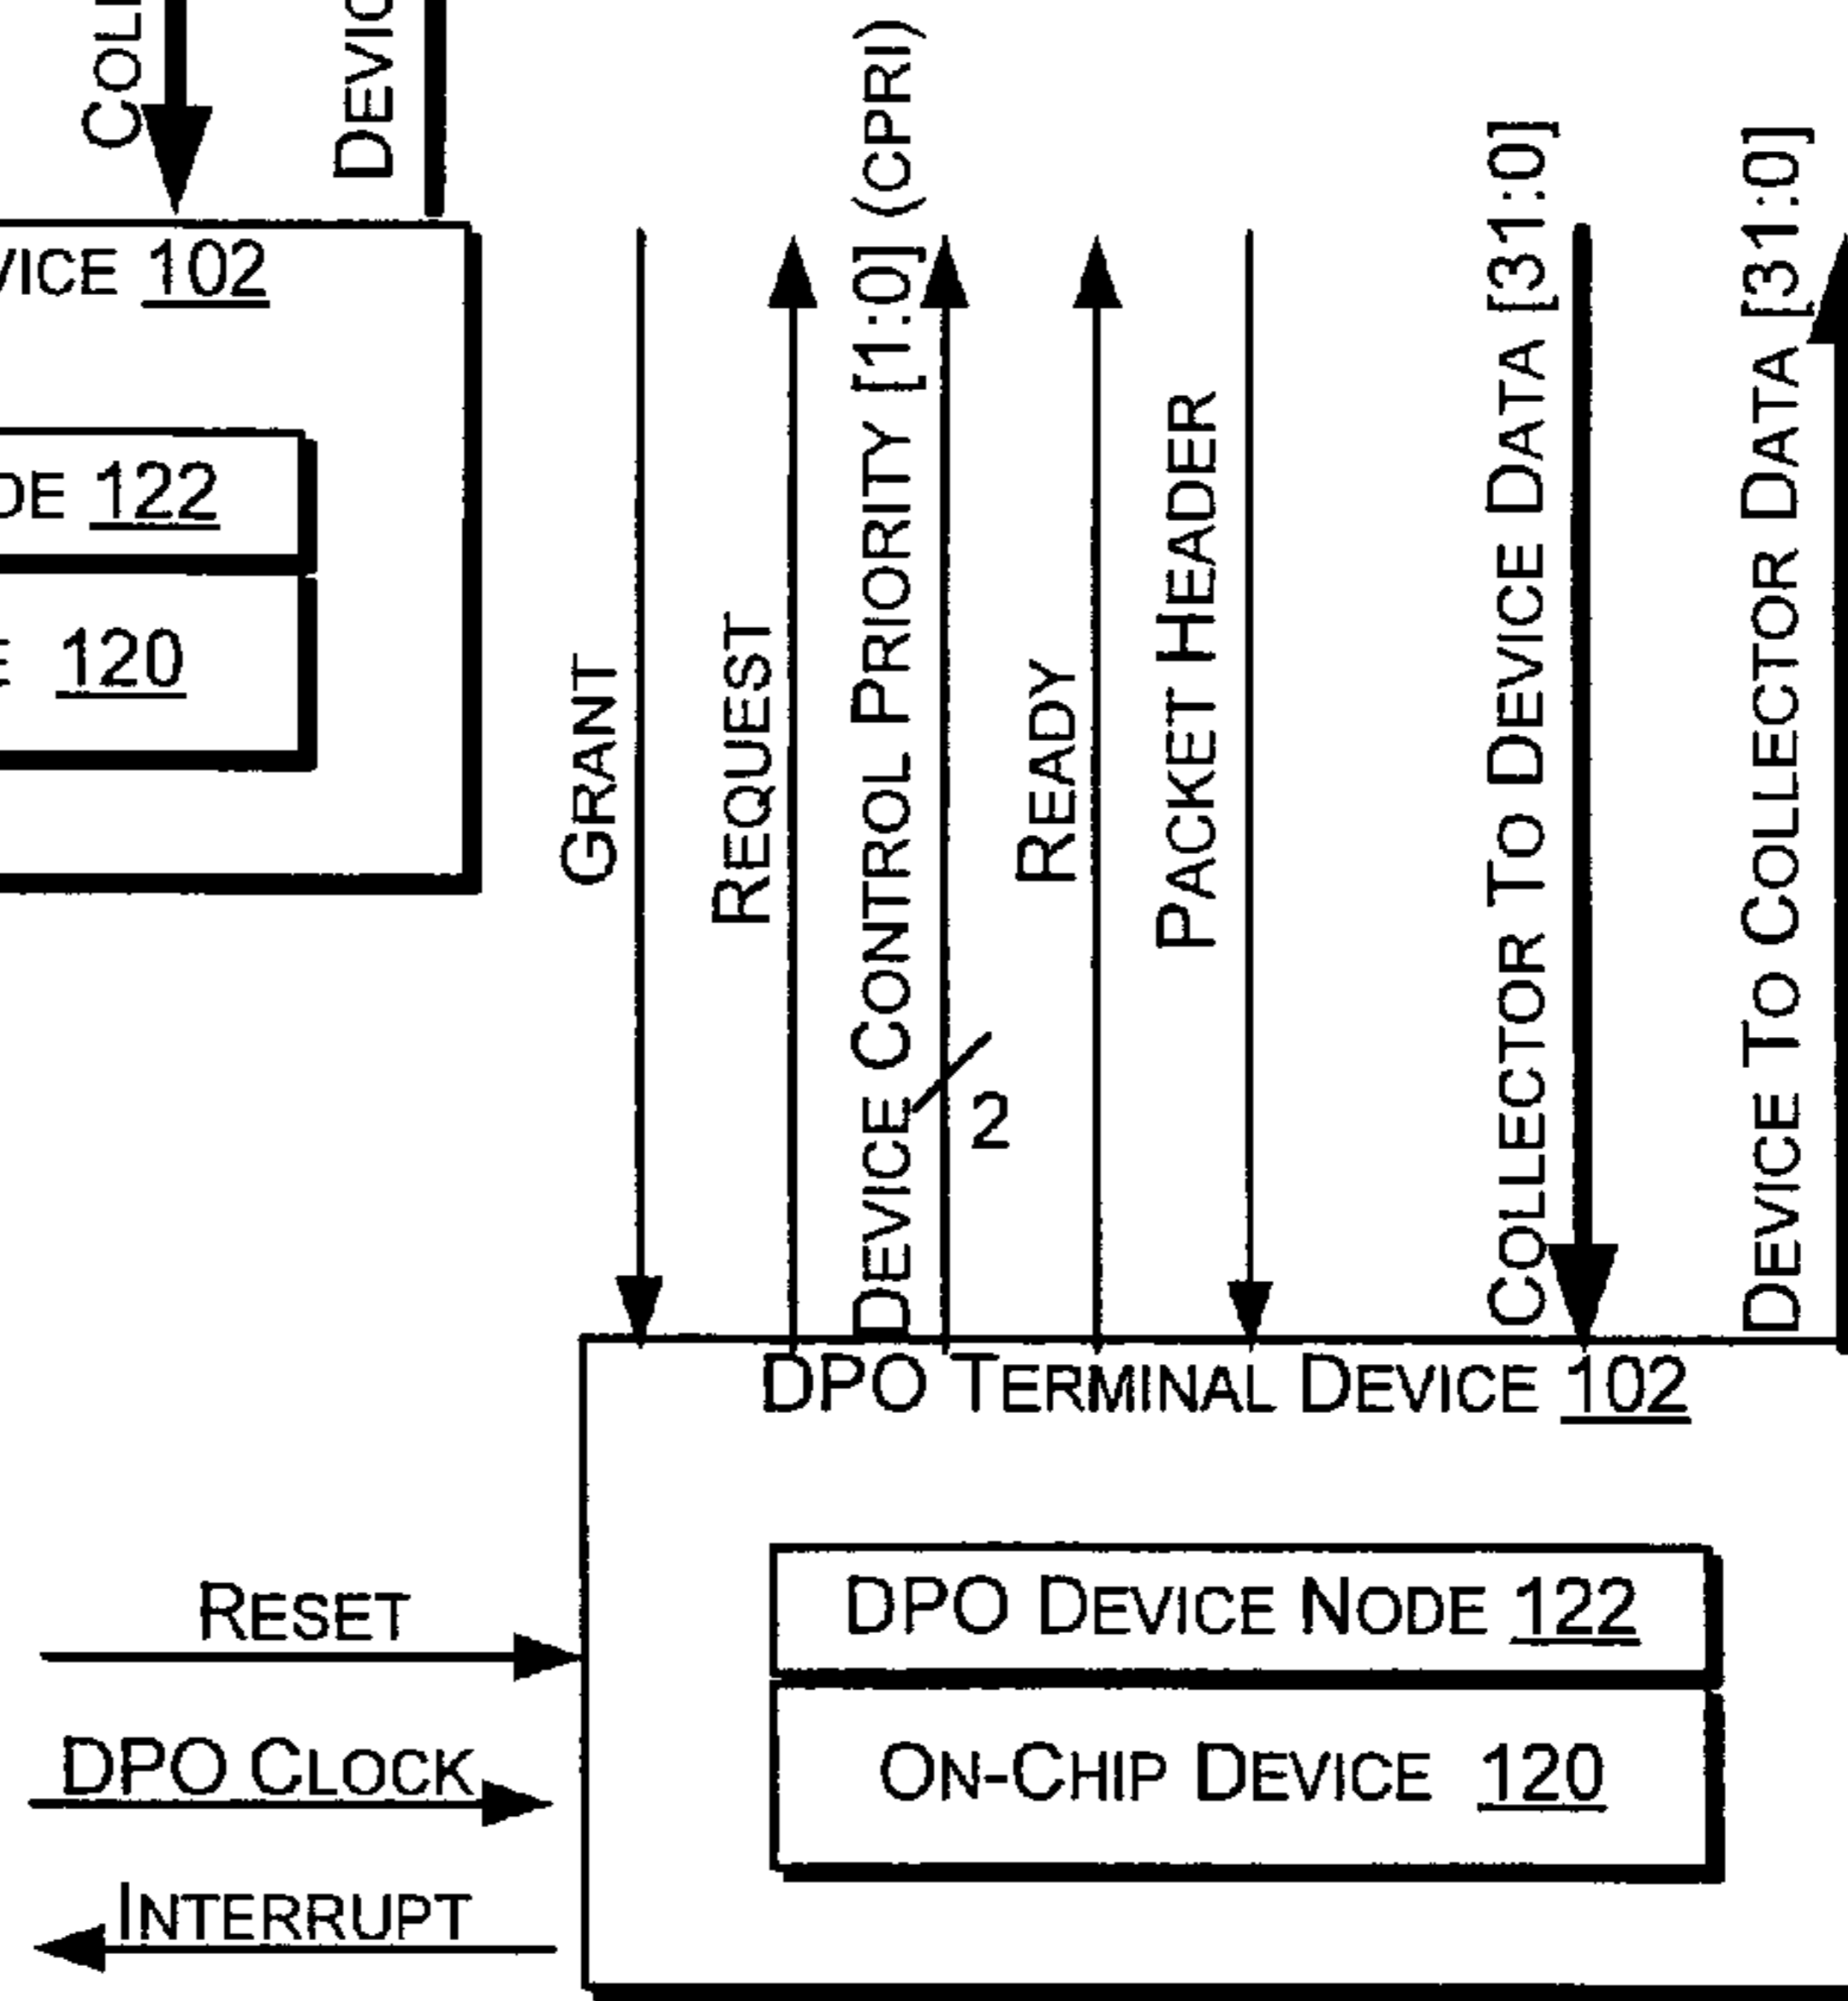 102
122
120
GRANT
REQUEST
DEVICE CONTROL PRIORITY [1:0] (CPRI)
2
READY
PACKET HEADER
COLLECTOR TO DEVICE DATA [31:0]
DEVICE TO COLLECTOR DATA [31:0]
DPO TERMINAL DEVICE 102
RESET
DPO CLOCK
INTERRUPT
DPO DEVICE NODE 122
ON-CHIP DEVICE 120